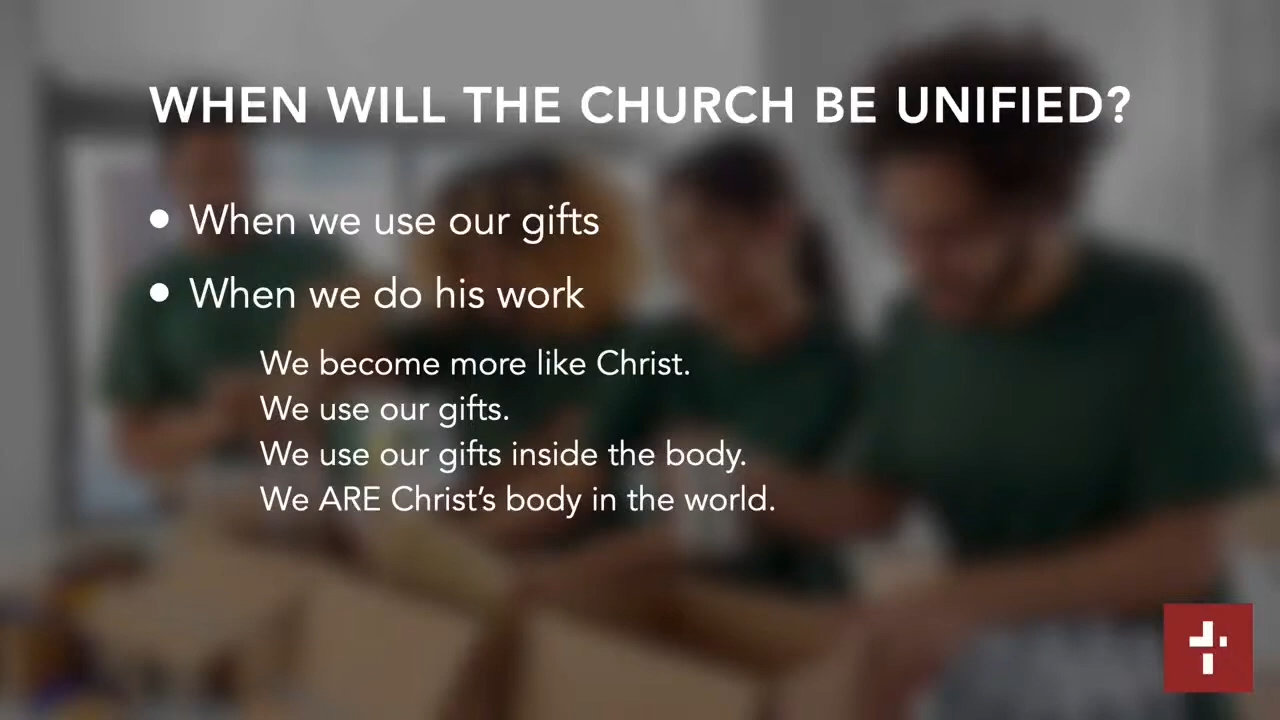 WHEN WILL THE CHURCH BE UNIFIED?
● When we use our gifts
● When we do his work
We become more like Christ.
We use our gifts.
We use our gifts inside the body.
We ARE Christ’s body in the world.